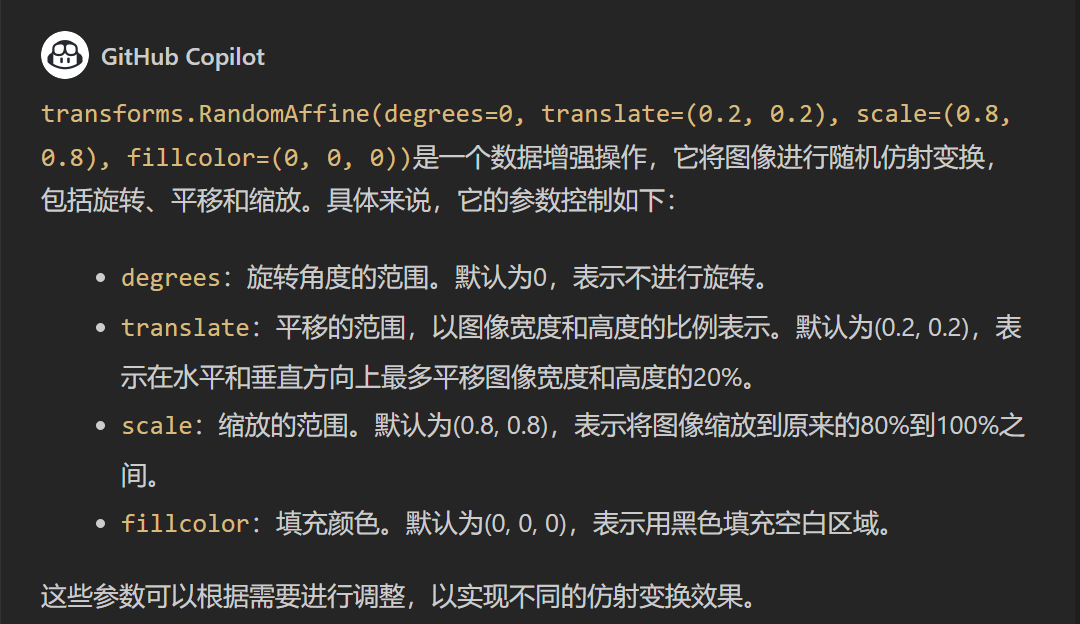 GitHub Copilot
transforms.RandomAffine(degrees=0, translate=(0.2, 0.2), scale=(0.8,
0.8), fillcolor=(0, 0, 0))是一个数据增强操作，它将图像进行随机仿射变换，
包括旋转、平移和缩放。具体来说，它的参数控制如下：
• degrees：旋转角度的范围。默认为0，表示不进行旋转。
• translate：平移的范围，以图像宽度和高度的比例表示。默认为(0.2, 0.2)，表
示在水平和垂直方向上最多平移图像宽度和高度的20%。
• scale：缩放的范围。默认为(0.8, 0.8)，表示将图像缩放到原来的80%到100%之
间。
• fillcolor：填充颜色。默认为(0, 0, 0)，表示用黑色填充空白区域。
这些参数可以根据需要进行调整，以实现不同的仿射变换效果。